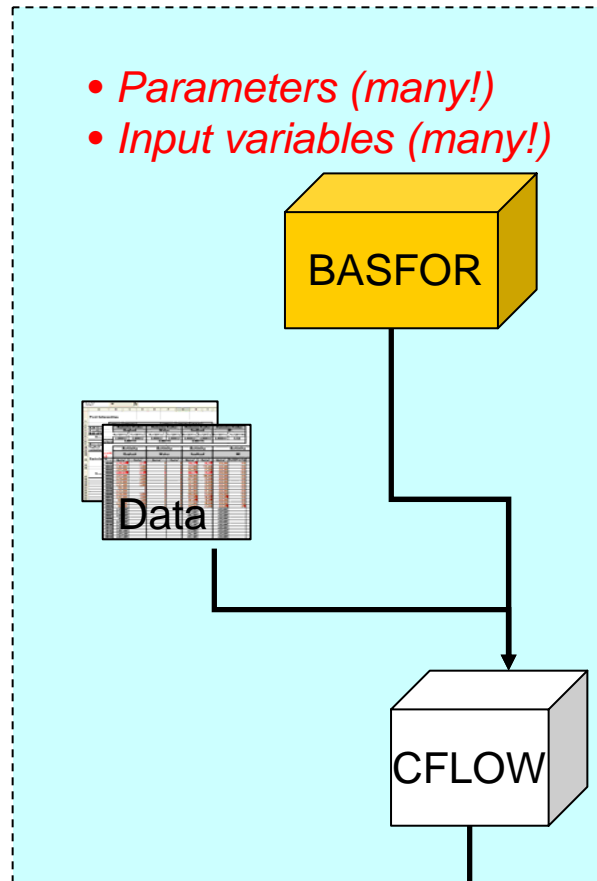 • Parameters (many!)
• Input variables (many!)
BASFOR
Data
CFLOW